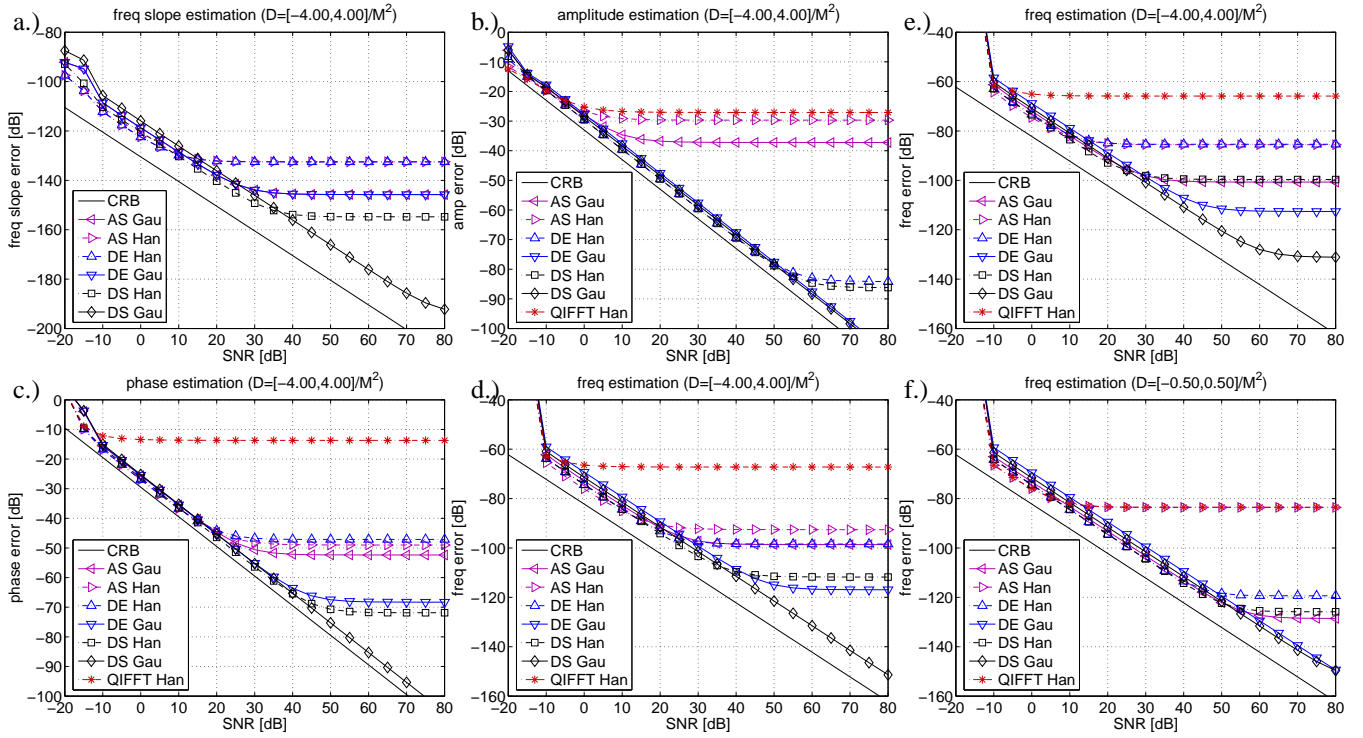 a.)
freq slope estimation (D=[−4.00,4.00]/M²)
freq slope error [dB]
−80
−100
−120
−140
−160
−180
−200
CRB
AS Gau
AS Han
DE Han
DE Gau
DS Han
DS Gau
−20 −10 0 10 20 30 40 50 60 70 80
SNR [dB]
b.)
amplitude estimation (D=[−4.00,4.00]/M²)
amp error [dB]
0
−10
−20
−30
−40
−50
−60
−70
−80
−90
−100
CRB
AS Gau
AS Han
DE Han
DE Gau
DS Han
DS Gau
QIFFT Han
−20 −10 0 10 20 30 40 50 60 70 80
SNR [dB]
e.)
freq estimation (D=[−4.00,4.00]/M²)
freq error [dB]
−40
−60
−80
−100
−120
−140
−160
CRB
AS Gau
AS Han
DE Han
DE Gau
DS Han
DS Gau
QIFFT Han
−20 −10 0 10 20 30 40 50 60 70 80
SNR [dB]
c.)
phase estimation (D=[−4.00,4.00]/M²)
phase error [dB]
0
−10
−20
−30
−40
−50
−60
−70
−80
−90
−100
CRB
AS Gau
AS Han
DE Han
DE Gau
DS Han
DS Gau
QIFFT Han
−20 −10 0 10 20 30 40 50 60 70 80
SNR [dB]
d.)
freq estimation (D=[−4.00,4.00]/M²)
freq error [dB]
−40
−60
−80
−100
−120
−140
−160
CRB
AS Gau
AS Han
DE Han
DE Gau
DS Han
DS Gau
QIFFT Han
−20 −10 0 10 20 30 40 50 60 70 80
SNR [dB]
f.)
freq estimation (D=[−0.50,0.50]/M²)
freq error [dB]
−40
−60
−80
−100
−120
−140
−160
CRB
AS Gau
AS Han
DE Han
DE Gau
DS Han
DS Gau
QIFFT Han
−20 −10 0 10 20 30 40 50 60 70 80
SNR [dB]